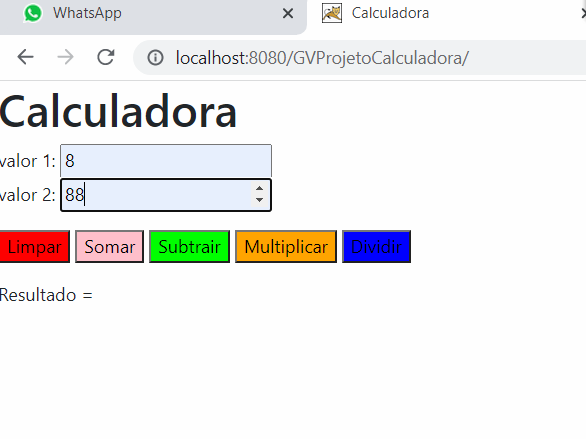 WhatsApp
Calculadora
localhost:8080/GVProjetoCalculadora/
Calculadora
valor 1: 8
valor 2: 88
Limpar Somar Subtrair Multiplicar Dividir
Resultado =